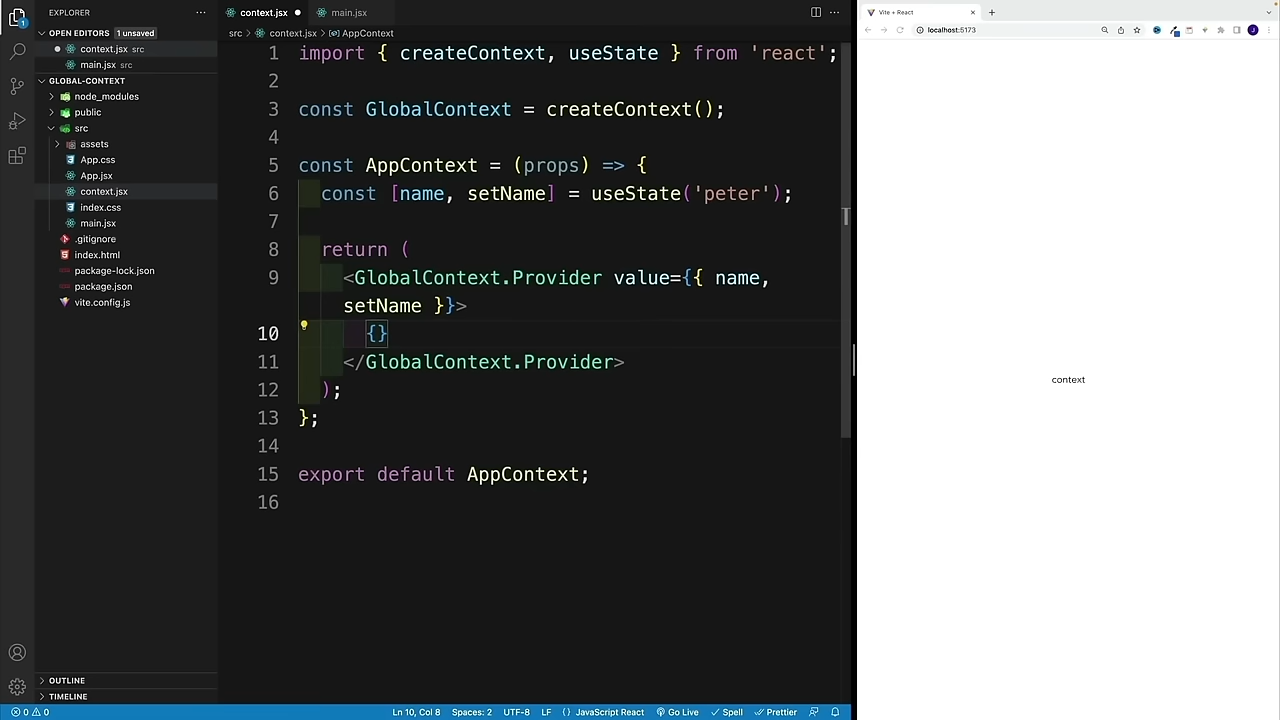 EXPLORER
OPEN EDITORS 1 unsaved
context.jsx src
main.jsx src
GLOBAL-CONTEXT
node_modules
public
src
assets
App.css
App.jsx
context.jsx
index.css
main.jsx
.gitignore
index.html
package-lock.json
package.json
vite.config.js
OUTLINE
TIMELINE
1
context.jsx main.jsx
src > context.jsx > AppContext
1 import { createContext, useState } from 'react';
2
3 const GlobalContext = createContext();
4
5 const AppContext = (props) => {
6 const [name, setName] = useState('peter');
7
8 return (
9 <GlobalContext.Provider value={{ name,
setName }}>
10 {}
11 </GlobalContext.Provider>
12 );
13 };
14
15 export default AppContext;
16
0 0 Ln 10, Col 8 Spaces: 2 UTF-8 LF {} JavaScript React Go Live Spell Prettier
Vite + React
localhost:5173
J
context